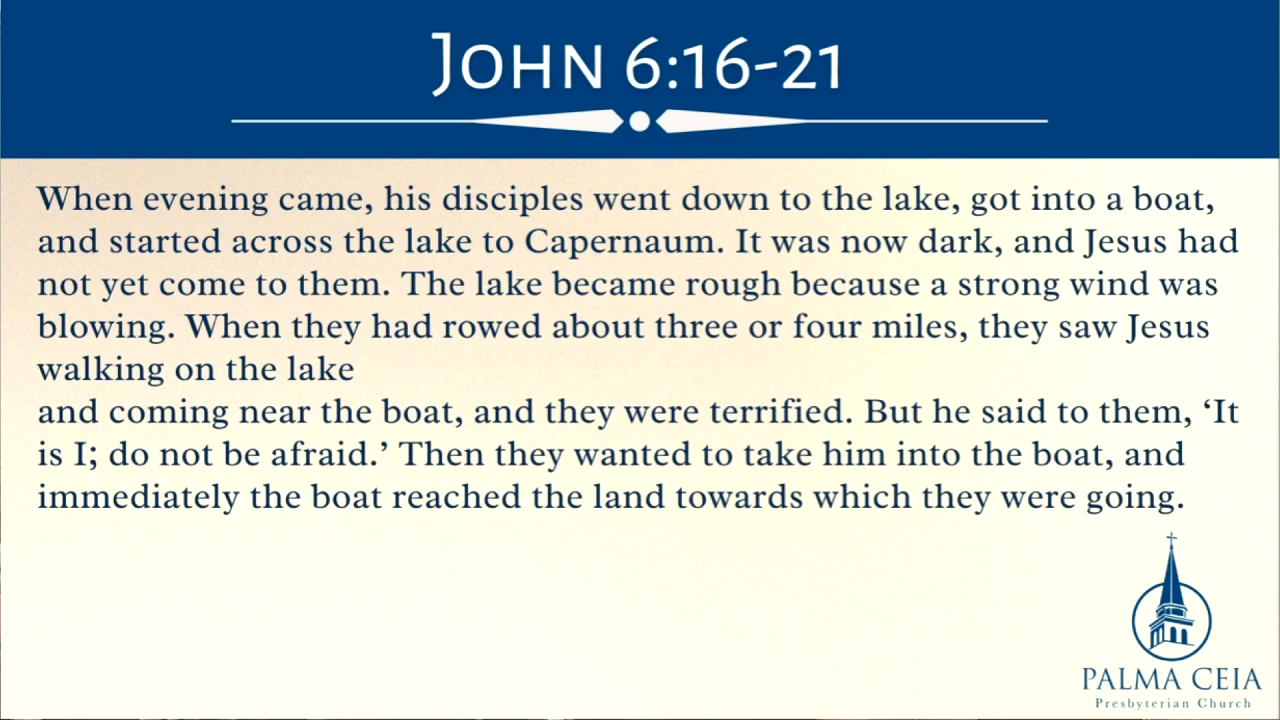 John 6:16-21
When evening came, his disciples went down to the lake, got into a boat,
and started across the lake to Capernaum. It was now dark, and Jesus had
not yet come to them. The lake became rough because a strong wind was
blowing. When they had rowed about three or four miles, they saw Jesus
walking on the lake
and coming near the boat, and they were terrified. But he said to them, ‘It
is I; do not be afraid.’ Then they wanted to take him into the boat, and
immediately the boat reached the land towards which they were going.
PALMA CEIA
Presbyterian Church